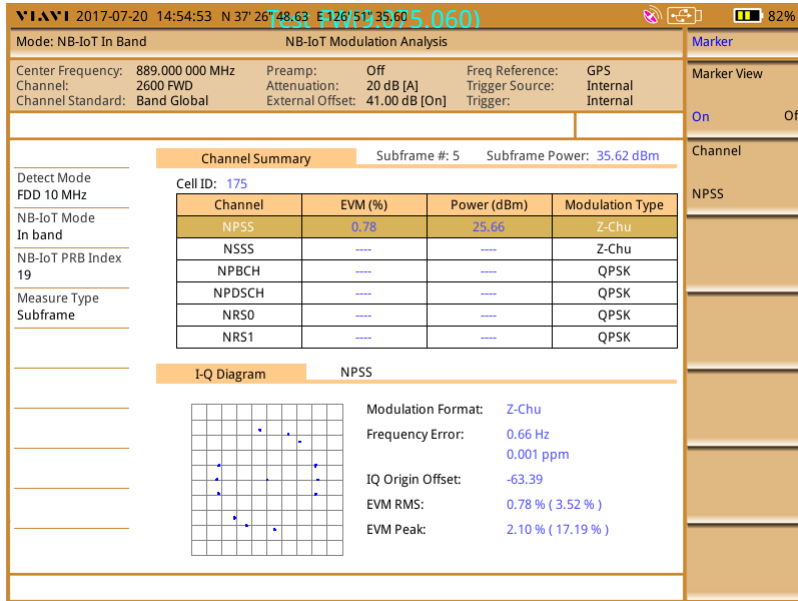 VIAVI 2017-07-20 14:54:53 N 37° 26' 48.63 E 126° 51' 35.60 82%
Test FW(9.075.060)
Mode: NB-IoT In Band NB-IoT Modulation Analysis
Center Frequency: 889.000 000 MHz Preamp: Off Freq Reference: GPS
Channel: 2600 FWD Attenuation: 20 dB [A] Trigger Source: Internal
Channel Standard: Band Global External Offset: 41.00 dB [On] Trigger: Internal
Marker
Marker View
On Of
Channel
NPSS
Detect Mode
FDD 10 MHz
NB-IoT Mode
In band
NB-IoT PRB Index
19
Measure Type
Subframe
Channel Summary Subframe #: 5 Subframe Power: 35.62 dBm
Cell ID: 175
Channel EVM (%) Power (dBm) Modulation Type
NPSS 0.78 25.66 Z-Chu
NSSS ---- ---- Z-Chu
NPBCH ---- ---- QPSK
NPDSCH ---- ---- QPSK
NRS0 ---- ---- QPSK
NRS1 ---- ---- QPSK
I-Q Diagram NPSS
Modulation Format: Z-Chu
Frequency Error: 0.66 Hz
0.001 ppm
IQ Origin Offset: -63.39
EVM RMS: 0.78 % ( 3.52 % )
EVM Peak: 2.10 % ( 17.19 % )